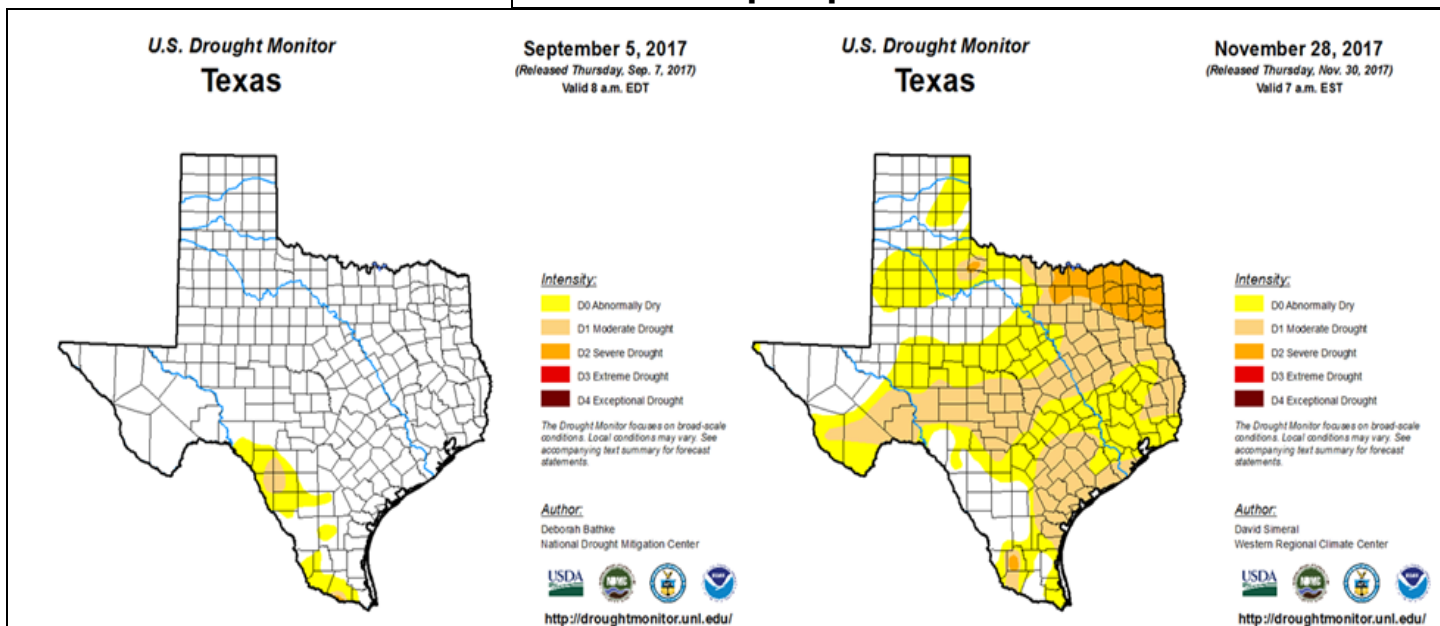 U.S. Drought Monitor
Texas
September 5, 2017
(Released Thursday, Sep. 7, 2017)
Valid 8 a.m. EDT
Intensity:
D0 Abnormally Dry
D1 Moderate Drought
D2 Severe Drought
D3 Extreme Drought
D4 Exceptional Drought
The Drought Monitor focuses on broad-scale
conditions. Local conditions may vary. See
accompanying text summary for forecast
statements.
Author:
Deborah Bathke
National Drought Mitigation Center
USDA
http://droughtmonitor.unl.edu/
U.S. Drought Monitor
Texas
November 28, 2017
(Released Thursday, Nov. 30, 2017)
Valid 7 a.m. EST
Intensity:
D0 Abnormally Dry
D1 Moderate Drought
D2 Severe Drought
D3 Extreme Drought
D4 Exceptional Drought
The Drought Monitor focuses on broad-scale
conditions. Local conditions may vary. See
accompanying text summary for forecast
statements.
Author:
David Simeral
Western Regional Climate Center
USDA
http://droughtmonitor.unl.edu/